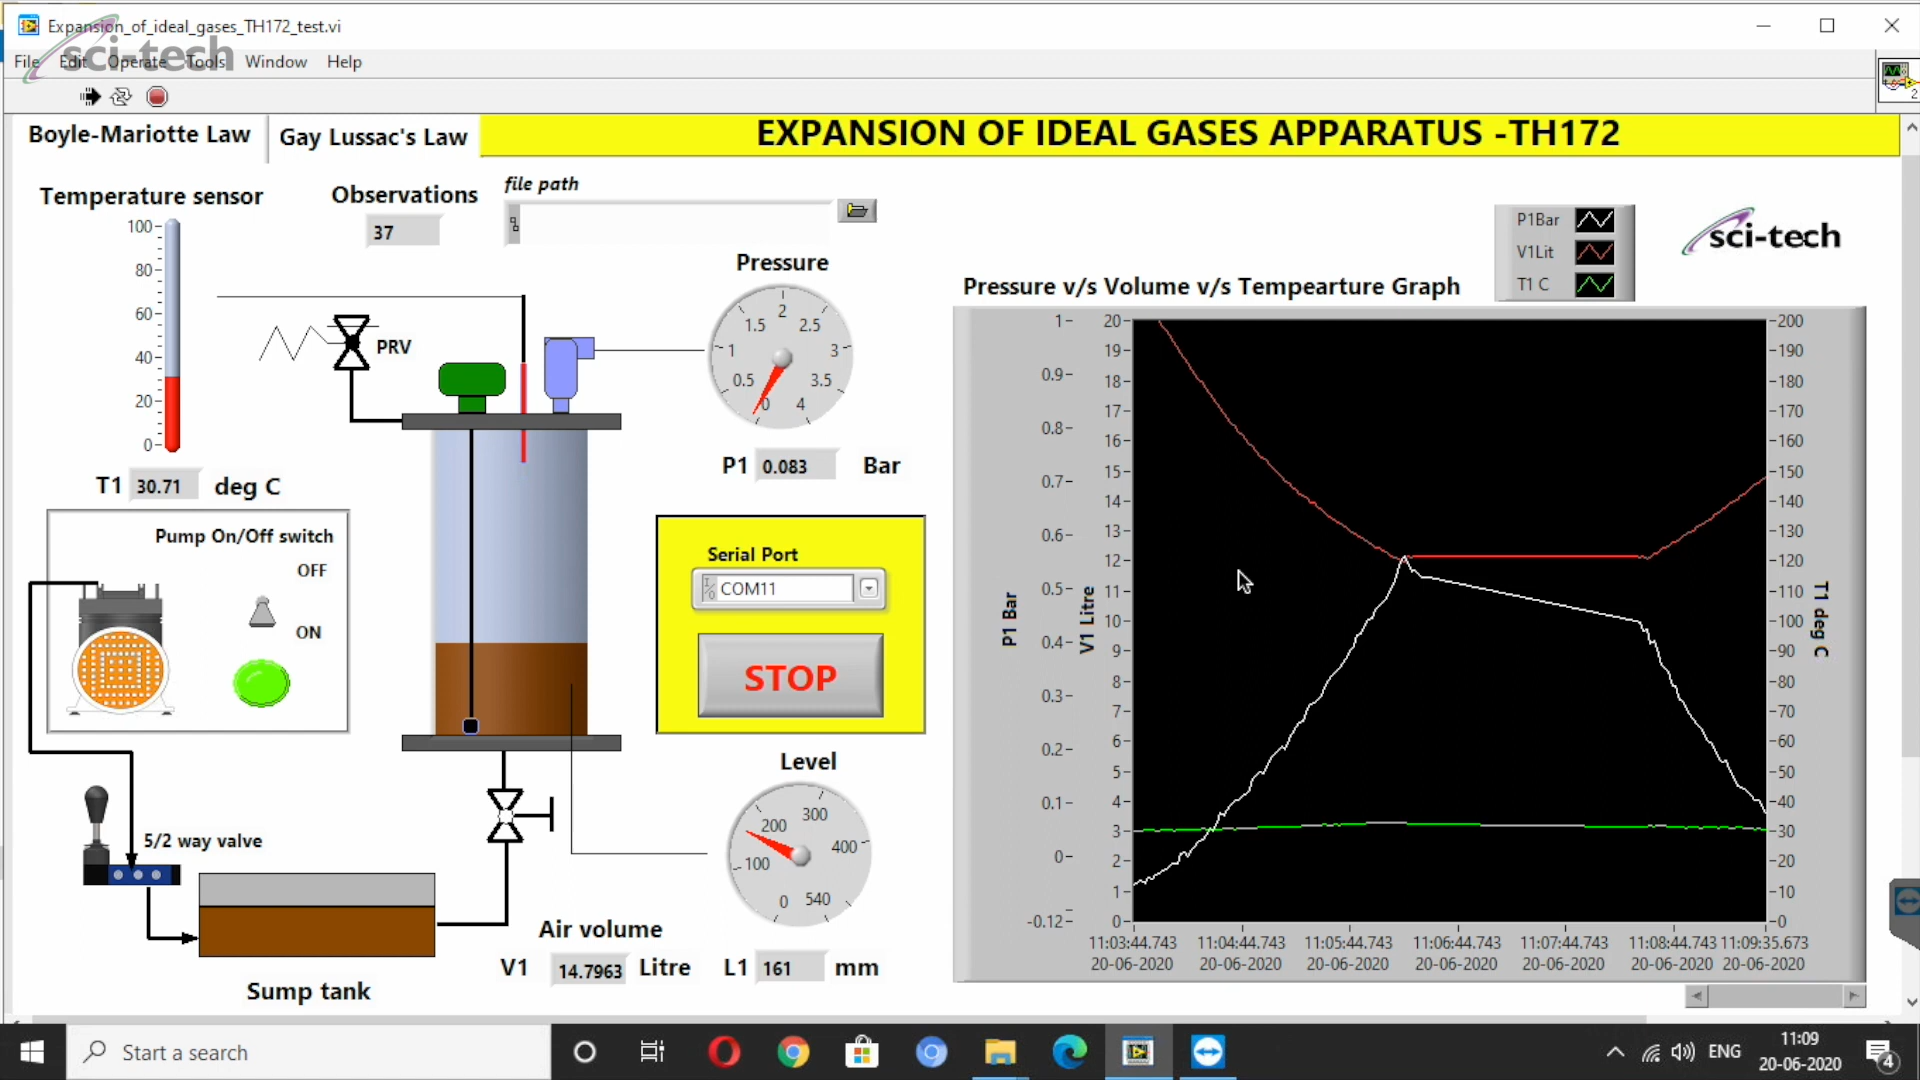 Expansion_of_ideal_gases_TH172_test.vi
sci-tech
File Edit Operate Tools Window Help
2
Boyle-Mariotte Law
Gay Lussac's Law
EXPANSION OF IDEAL GASES APPARATUS -TH172
Temperature sensor
Observations
37
file path
100
80
60
40
20
0
T1 30.71 deg C
PRV
Pressure
0
0.5
1
1.5
2
2.5
3
3.5
4
P1 0.083 Bar
P1Bar
V1Lit
T1 C
sci-tech
Pressure v/s Volume v/s Tempearture Graph
Pump On/Off switch
OFF
ON
Serial Port
COM11
STOP
Level
0
100
200
300
400
540
5/2 way valve
Sump tank
Air volume
V1 14.7963 Litre
L1 161 mm
P1 Bar
1
0.9
0.8
0.7
0.6
0.5
0.4
0.3
0.2
0.1
0
-0.12
V1 Litre
20
19
18
17
16
15
14
13
12
11
10
9
8
7
6
5
4
3
2
1
0
200
190
180
170
160
150
140
130
120
110
100
90
80
70
60
50
40
30
20
10
0
T1 deg C
11:03:44.743 11:04:44.743 11:05:44.743 11:06:44.743 11:07:44.743 11:08:44.743 11:09:35.673
20-06-2020 20-06-2020 20-06-2020 20-06-2020 20-06-2020 20-06-2020 20-06-2020
Start a search
ENG
11:09
20-06-2020
4